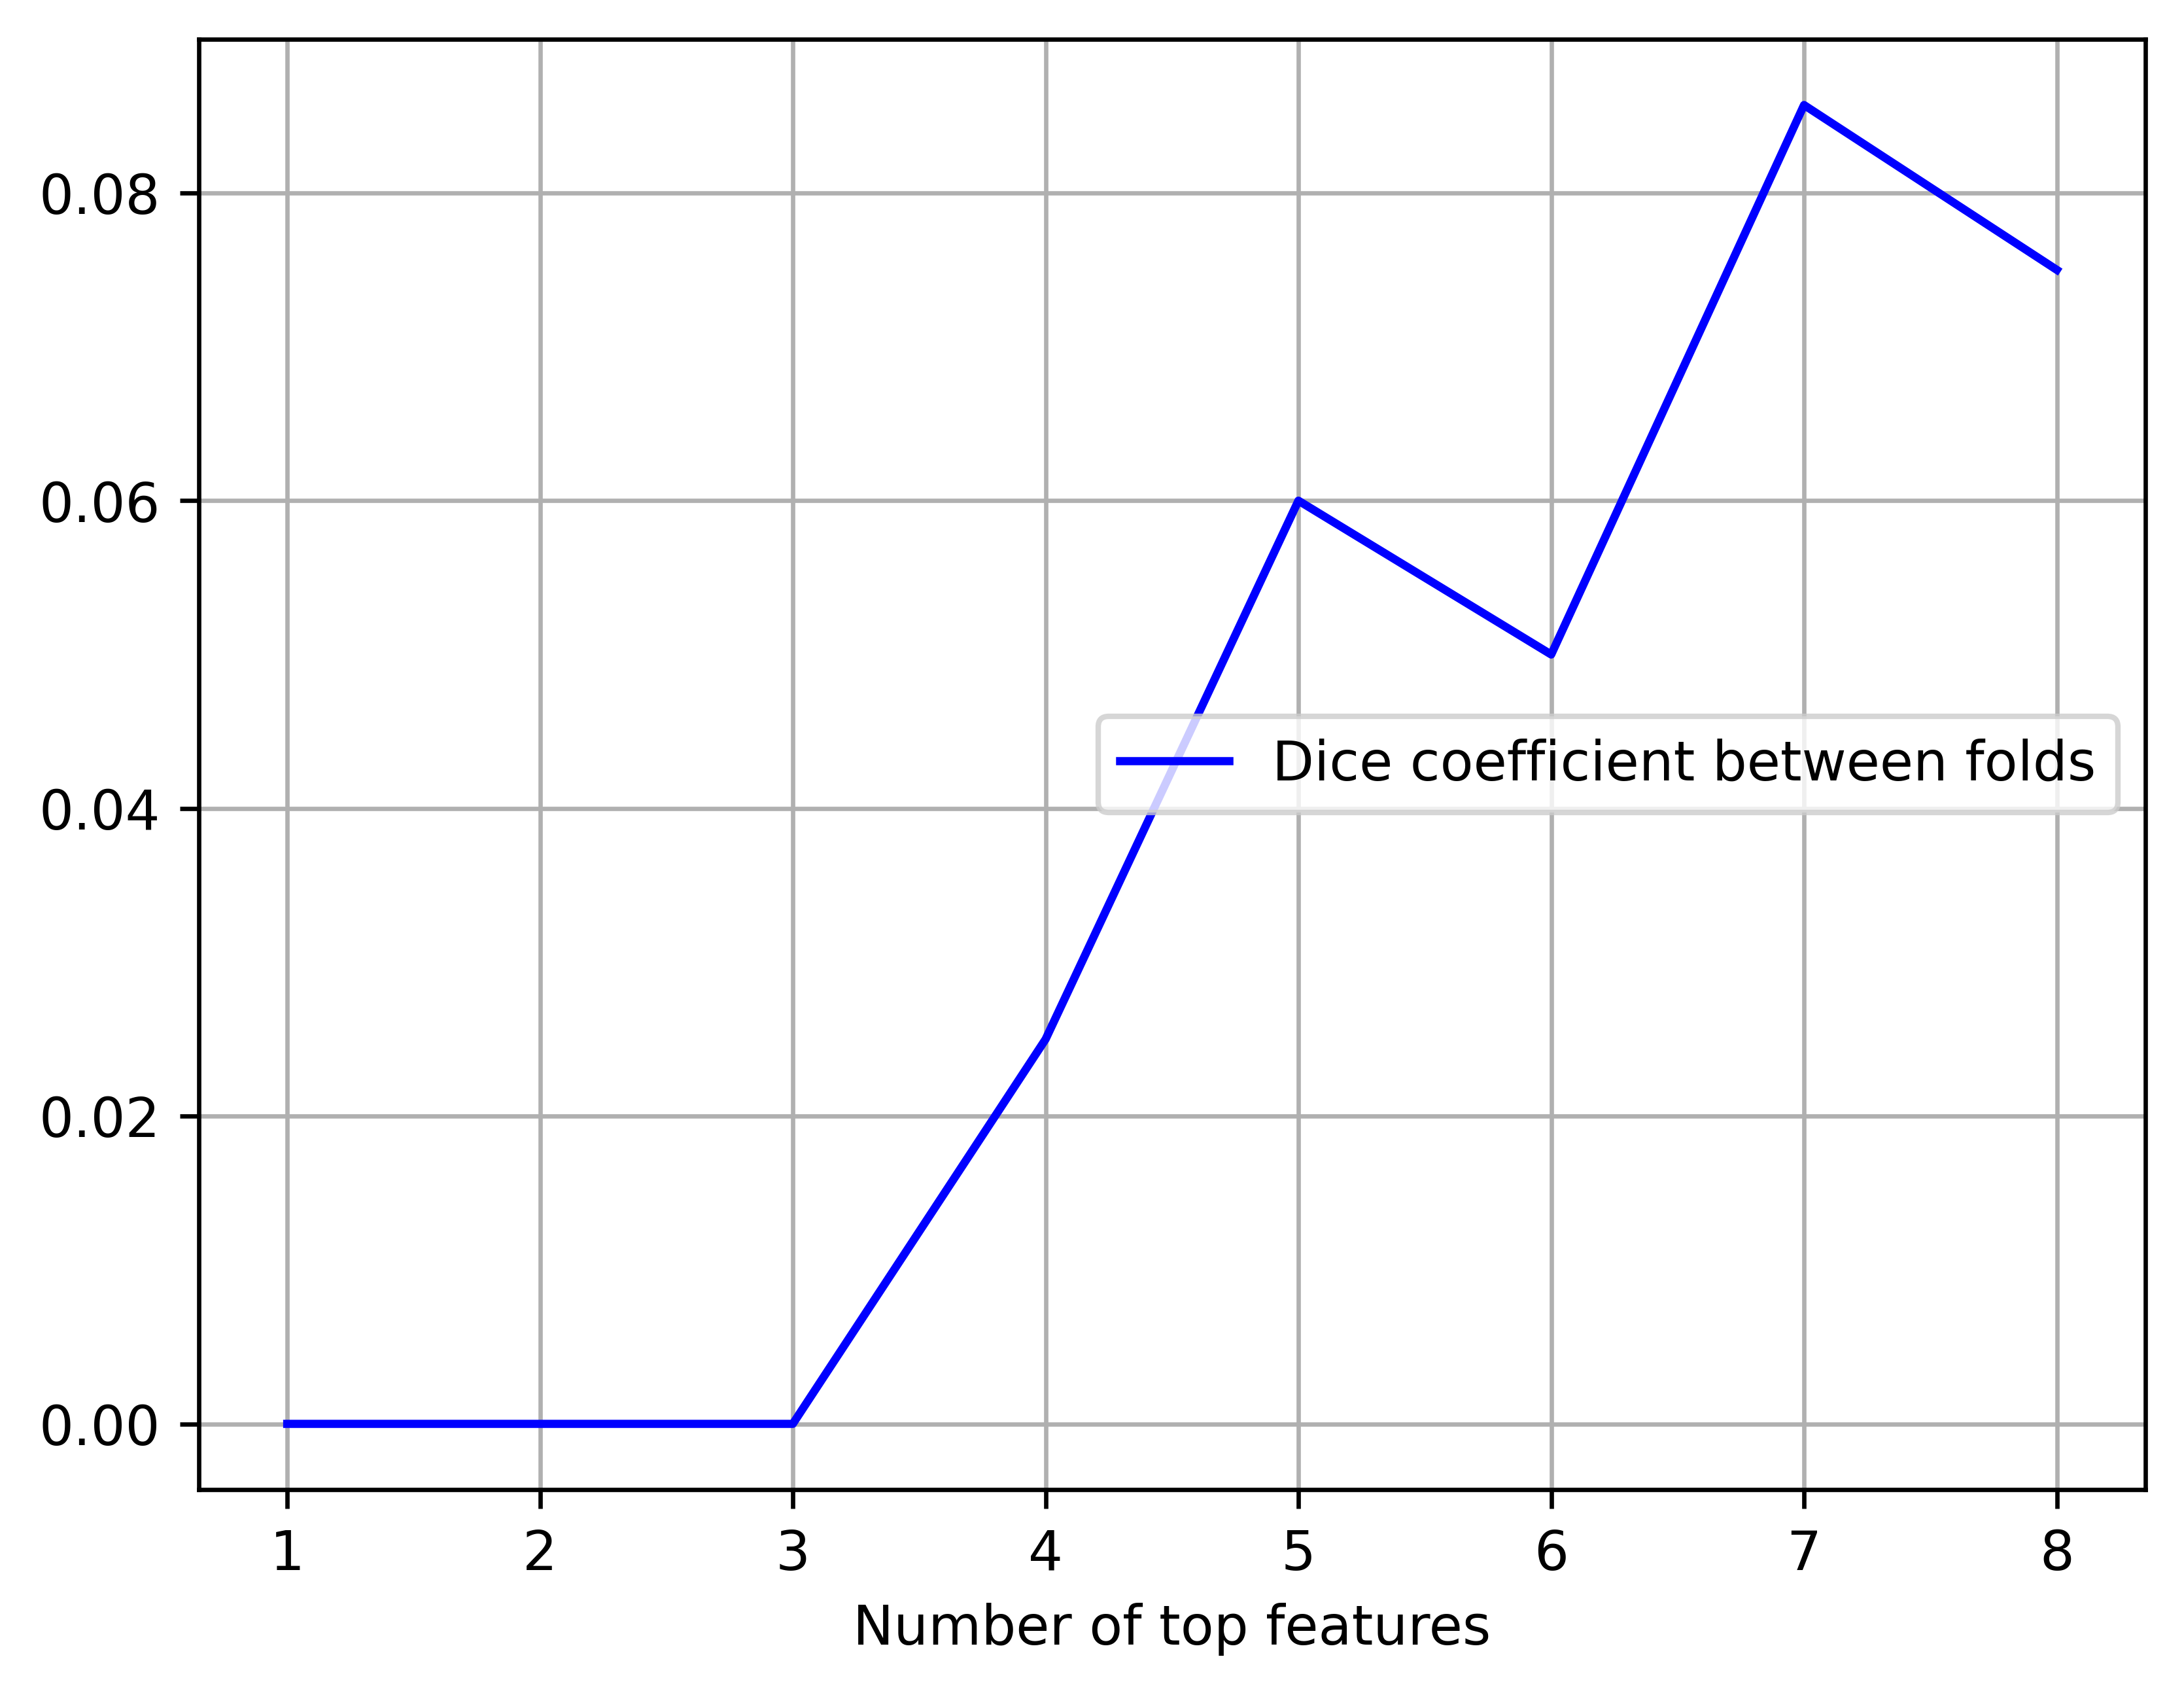 0.08
0.06
0.04
0.02
0.00
Dice coefficient between folds
1 2 3 4 5 6 7 8
Number of top features